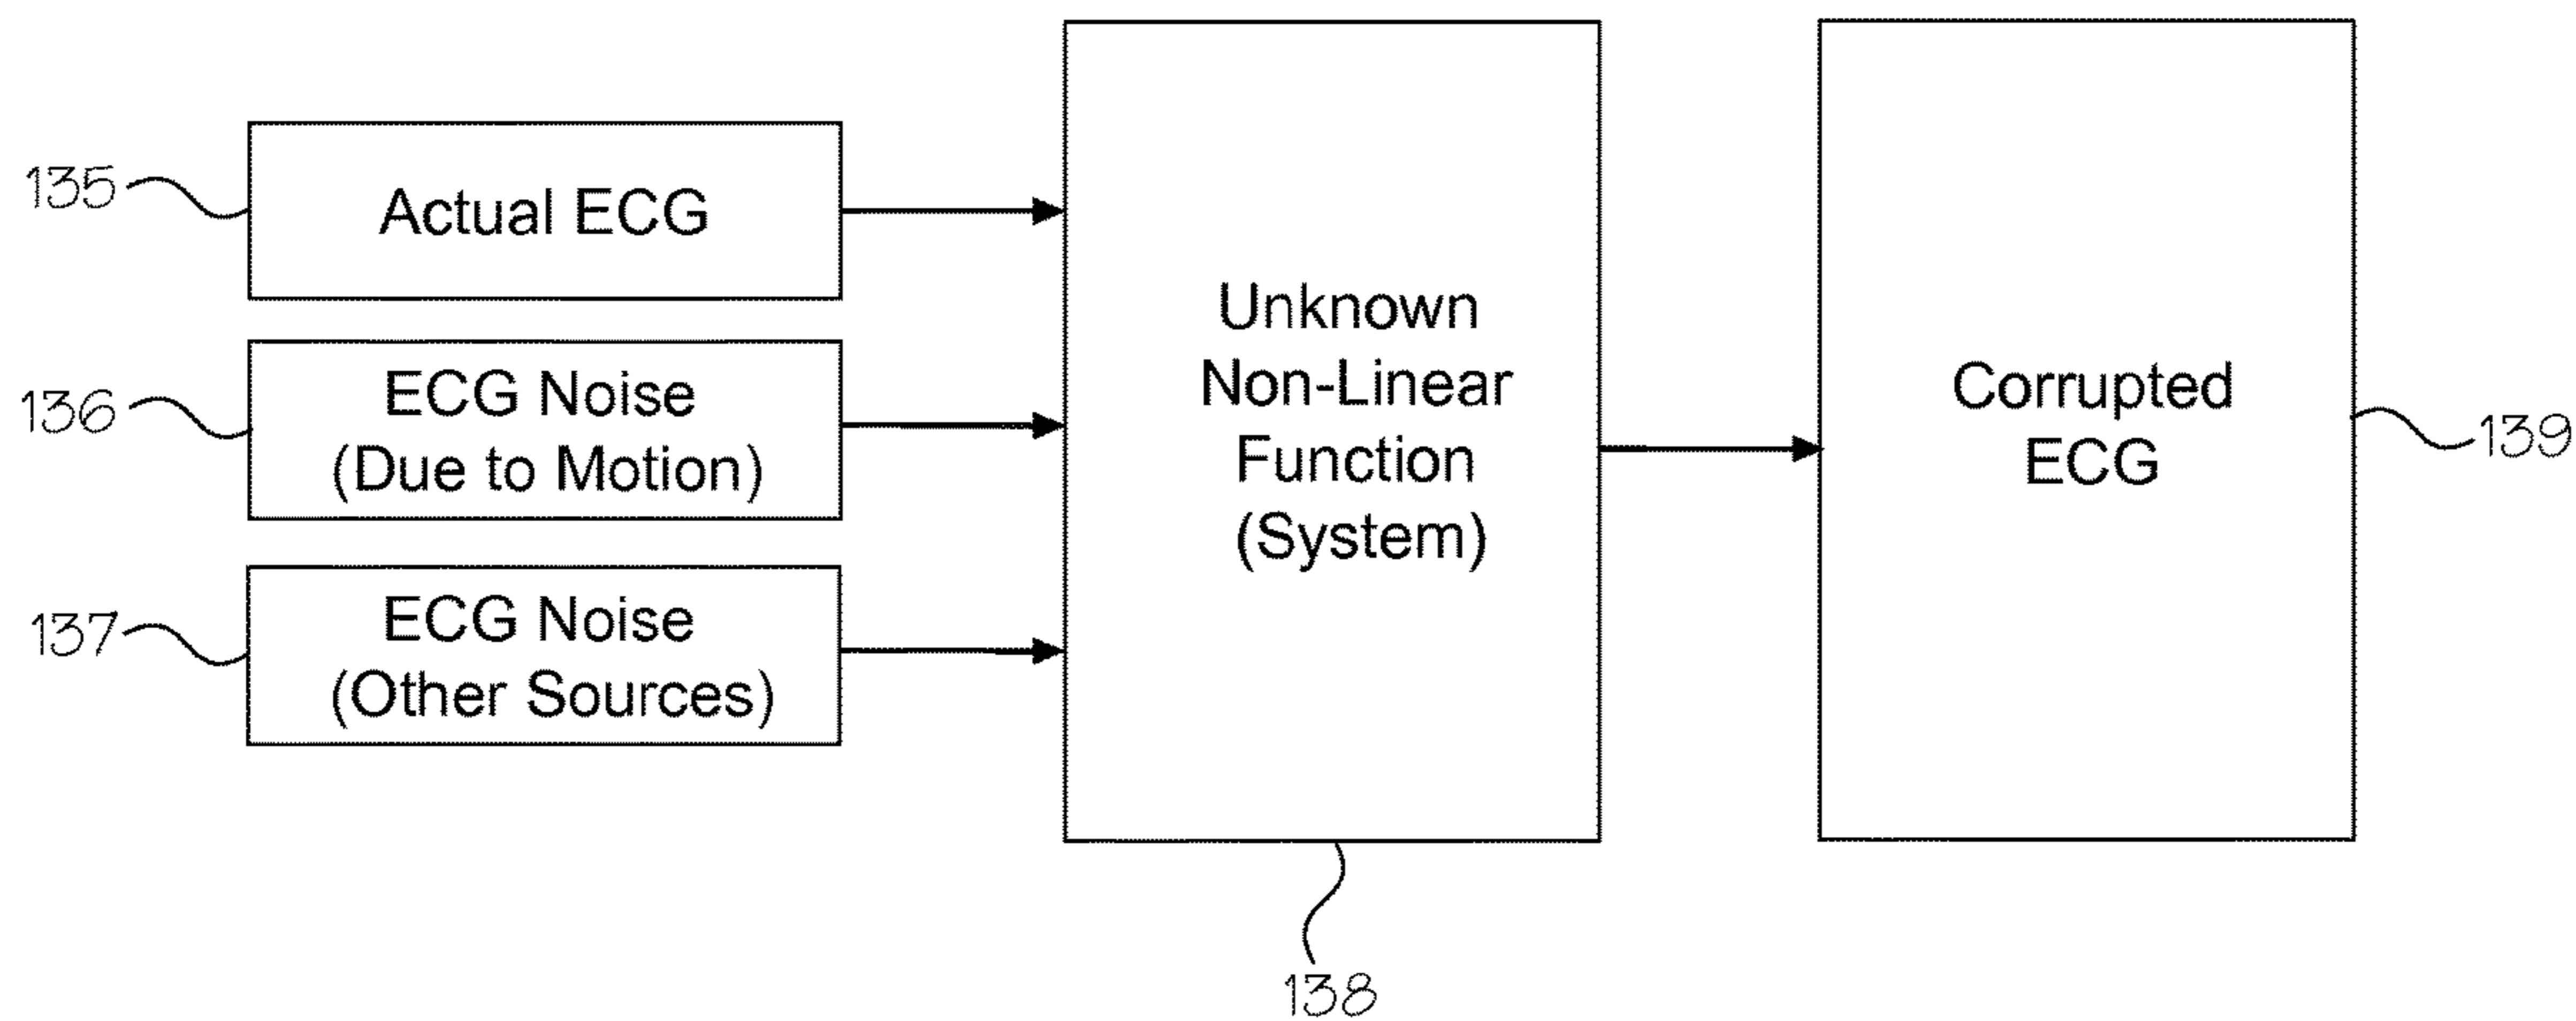 135
Actual ECG
136
ECG Noise
(Due to Motion)
137
ECG Noise
(Other Sources)
Unknown
Non-Linear
Function
(System)
138
Corrupted
ECG
139